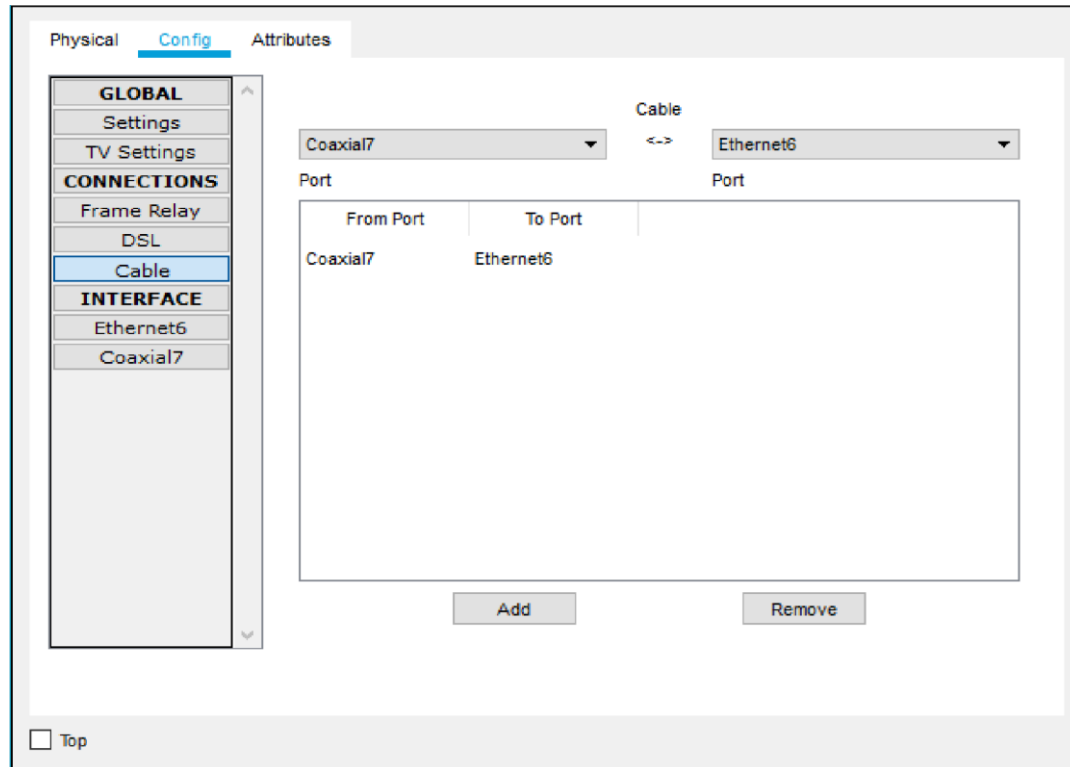 Physical Config Attributes
GLOBAL
Settings
TV Settings
CONNECTIONS
Frame Relay
DSL
Cable
INTERFACE
Ethernet6
Coaxial7
Cable
Coaxial7 <-> Ethernet6
Port Port
From Port To Port
Coaxial7 Ethernet6
Add Remove
Top